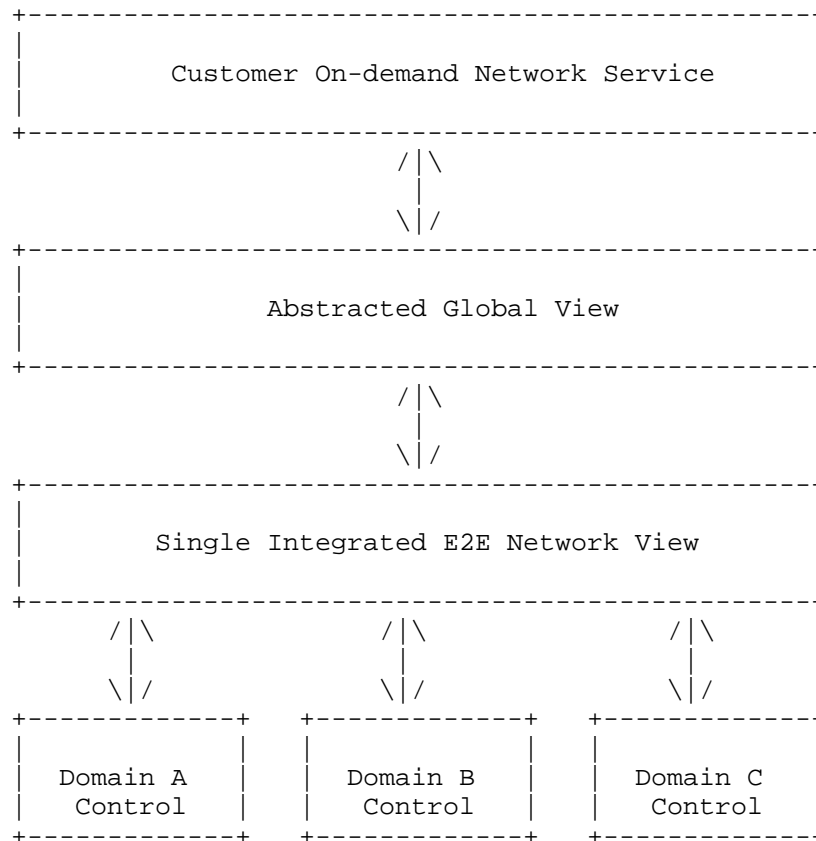 Customer On-demand Network Service
Abstracted Global View
Single Integrated E2E Network View
Domain A Domain B Domain C
Control Control Control